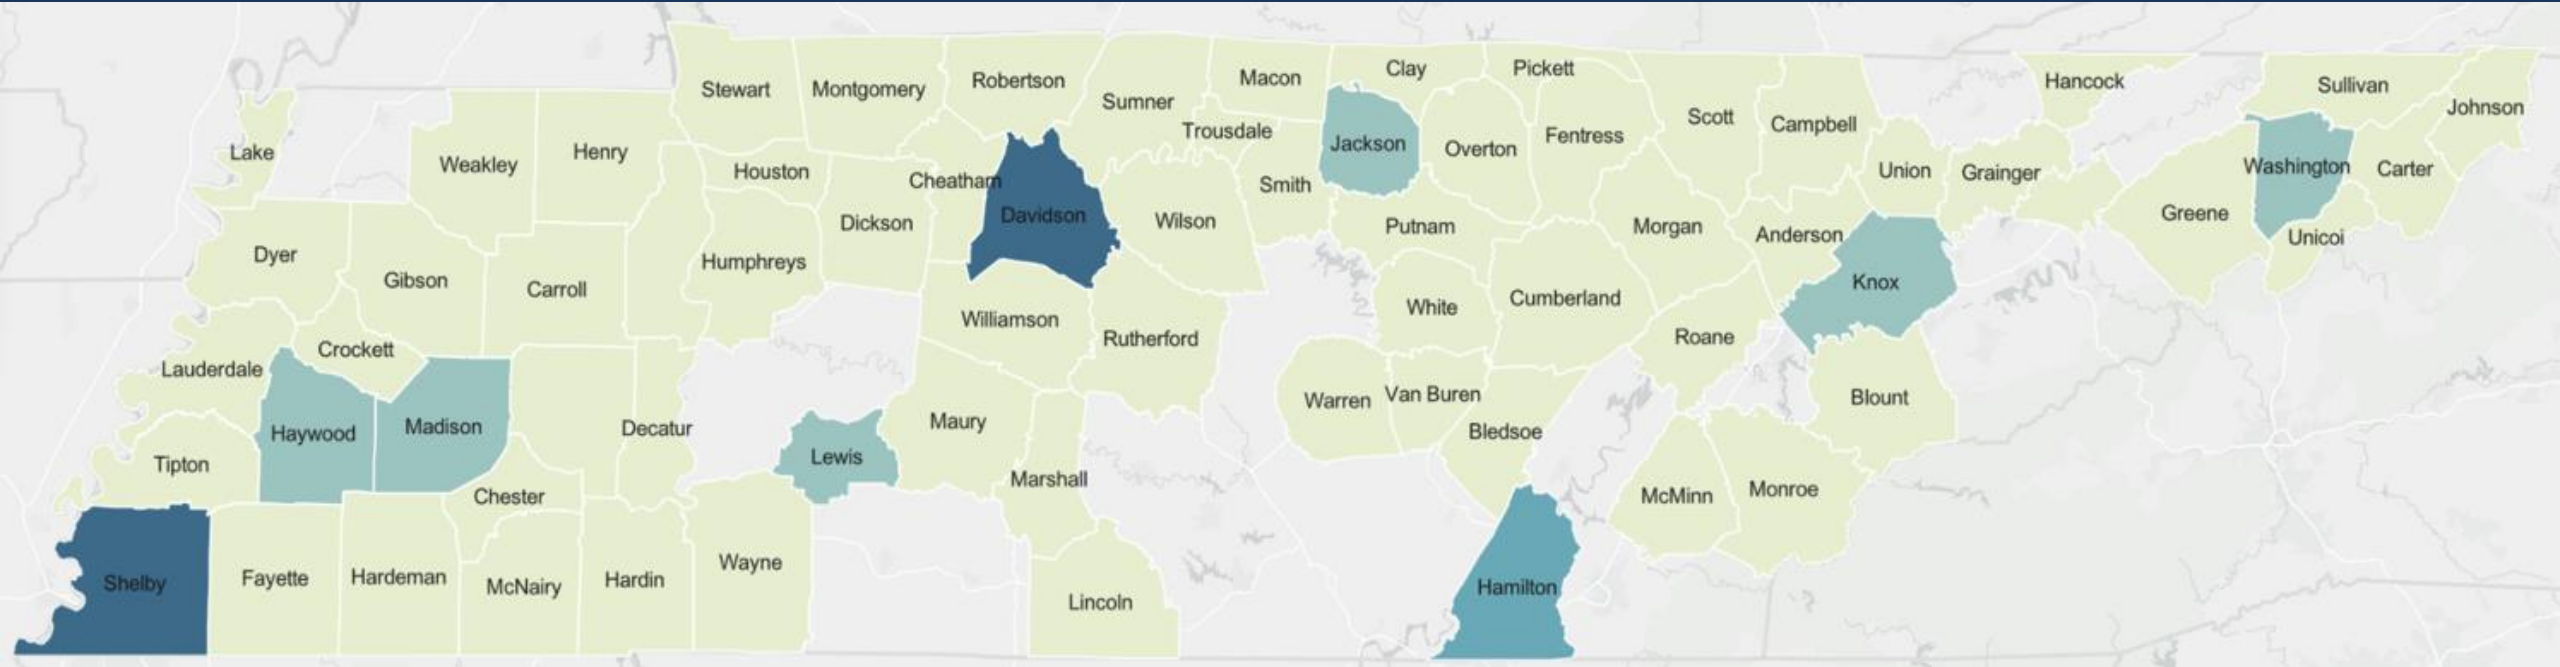 Stewart
Montgomery
Robertson
Sumner
Macon
Clay
Pickett
Scott
Campbell
Hancock
Sullivan
Johnson
Lake
Weakley
Henry
Houston
Cheatham
Trousdale
Jackson
Overton
Fentress
Union
Grainger
Washington
Carter
Dickson
Davidson
Wilson
Smith
Putnam
Morgan
Anderson
Greene
Unicoi
Dyer
Gibson
Carroll
Humphreys
Williamson
Rutherford
White
Cumberland
Roane
Knox
Lauderdale
Crockett
Haywood
Madison
Decatur
Lewis
Maury
Marshall
Warren
Van Buren
Bledsoe
Blount
Tipton
Chester
McMinn
Monroe
Shelby
Fayette
Hardeman
McNairy
Hardin
Wayne
Lincoln
Hamilton